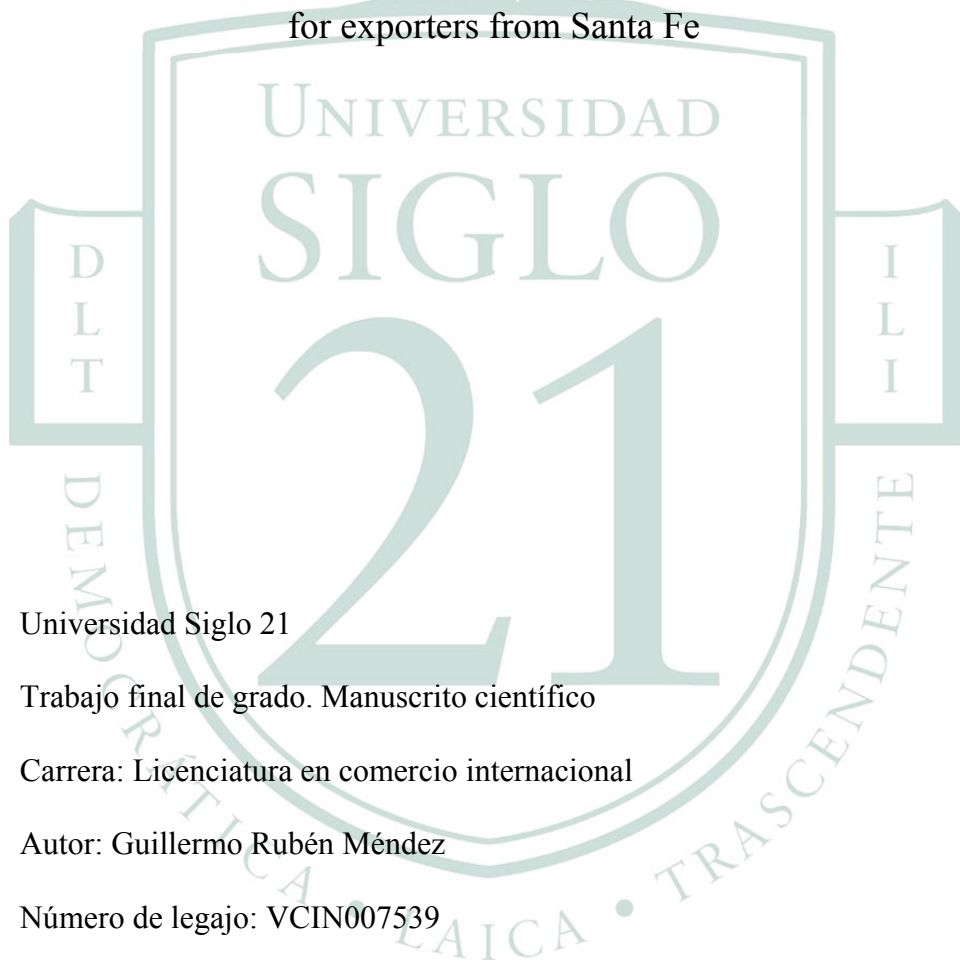 for exporters from Santa Fe
UNIVERSIDAD
SIGLO
21
D
L
T
I
L
I
Universidad Siglo 21
Trabajo final de grado. Manuscrito científico
Carrera: Licenciatura en comercio internacional
Autor: Guillermo Rubén Méndez
Número de legajo: VCIN007539
DEMOCRÁTICA • LAICA • TRASCENDENTE